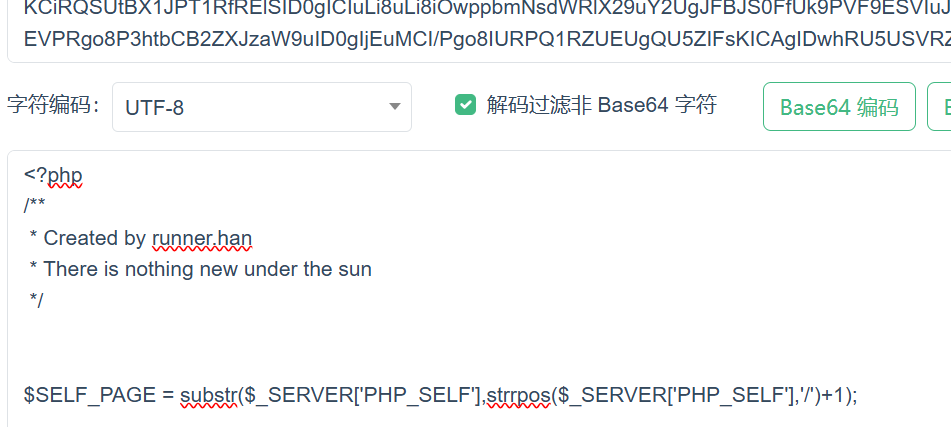 KCiRQSUtBX1JPT1RfRElSID0gICIuLi8uLi8iOwppbmNsdWRlX29uY2UgJFBJS0FfUk9PVF9ESVIuJ
EVPRgo8P3htbCB2ZXJzaW9uID0gIjEuMCI/Pgo8IURPQ1RZUEUgQU5ZIFsKICAgIDwhRU5USVRZ
字符编码： UTF-8 解码过滤非 Base64 字符 Base64 编码
<?php
/**
 * Created by runner.han
 * There is nothing new under the sun
 */
$SELF_PAGE = substr($_SERVER['PHP_SELF'],strrpos($_SERVER['PHP_SELF'],'/')+1);